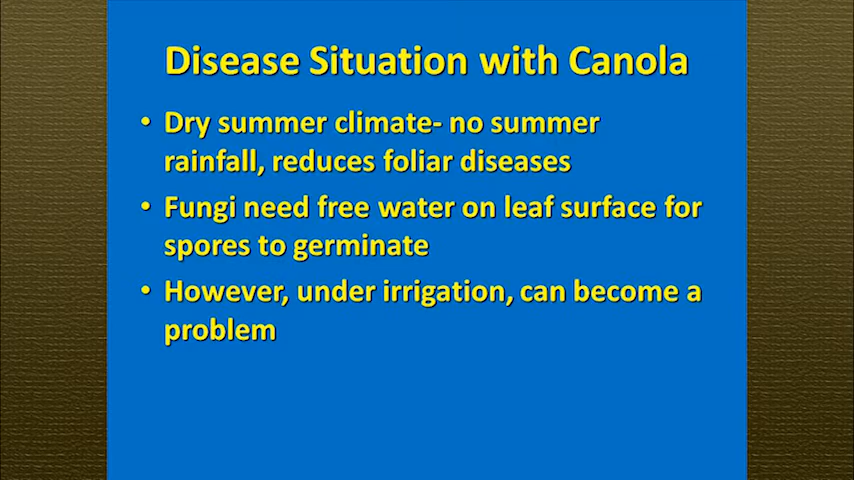 Disease Situation with Canola
• Dry summer climate- no summer
rainfall, reduces foliar diseases
• Fungi need free water on leaf surface for
spores to germinate
• However, under irrigation, can become a
problem